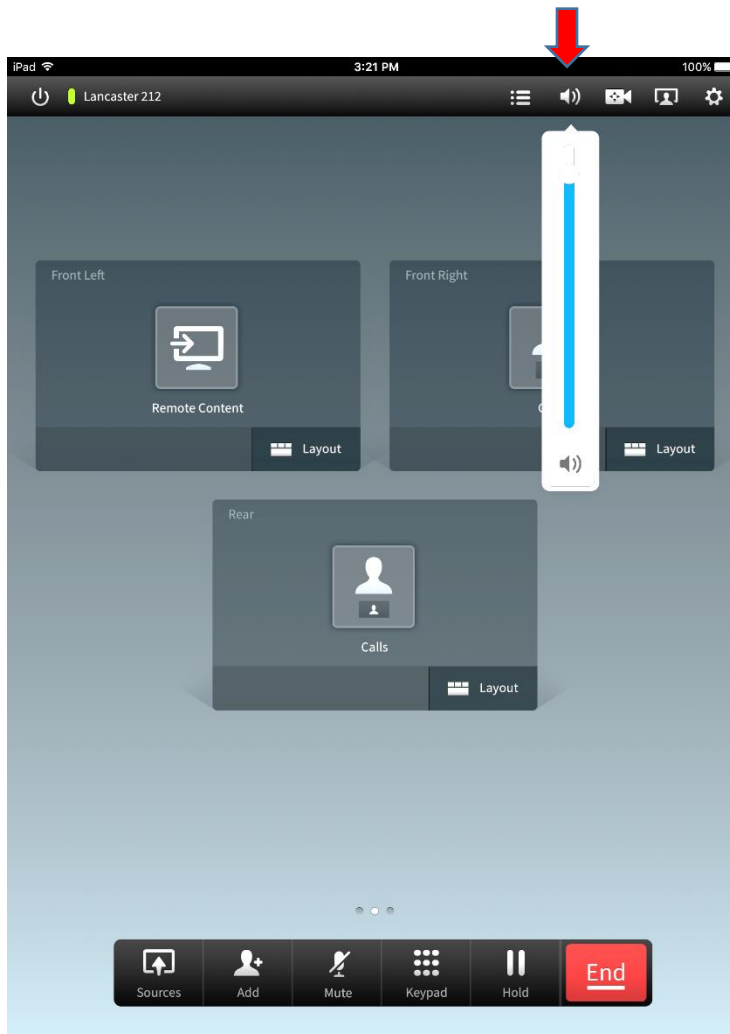 iPad 3:21 PM 100%
Lancaster 212
Front Left Front Right
Remote Content
Layout Layout
Rear
Calls
Layout
Sources Add Mute Keypad Hold End